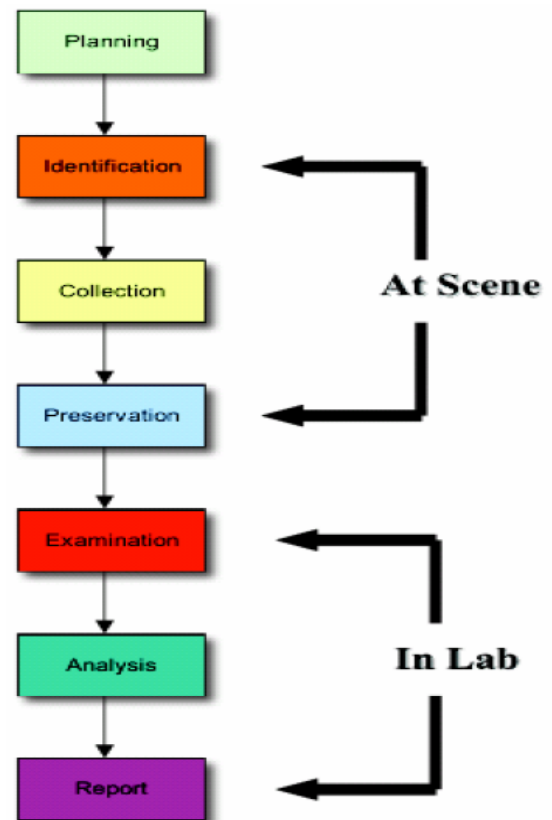 Planning
Identification
Collection
At Scene
Preservation
Examination
Analysis
In Lab
Report